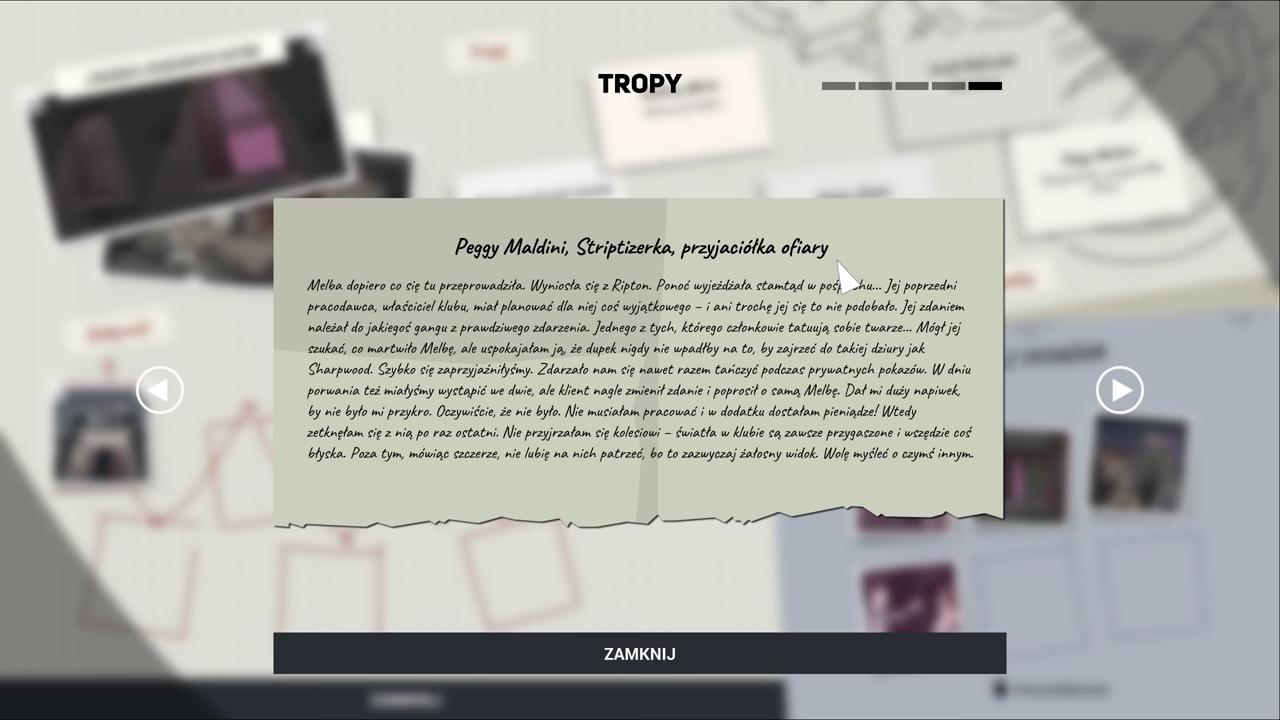 TROPY
Peggy Maldini, Striptizerka, przyjaciółka ofiary
Melba dopiero co się tu przeprowadziła. Wyniosła się z Ripton. Ponoć wyjeżdżała stamtąd w Jej poprzedni
pracodawca, właściciel klubu, miał planować dla niej coś wyjątkowego – i ani trochę jej się to nie podobało. Jej zdaniem
należał do jakiegoś gangu z prawdziwego zdarzenia. Jednego z tych, którego członkowie tatuują sobie twarze... Mógł jej
szukać, co martwiło Melbę, ale uspokajałam ją, że dupek nigdy nie wpadłby na to, by zajrzeć do takiej dziury jak
Sharpwood. Szybko się zaprzyjaźniłyśmy. Zdarzało nam się nawet razem tańczyć podczas prywatnych pokazów. W dniu
porwania też miałyśmy wystąpić we dwie, ale klient nagle zmienił zdanie i poprosił o samą Melbę. Dał mi duży napiwek,
by nie było mi przykro. Oczywiście, że nie było. Nie musiałam pracować i w dodatku dostałam pieniądze! Wtedy
zetknęłam się z nią po raz ostatni. Nie przyjrzałam się kolesiowi – światła w klubie są zawsze przygaszone i wszędzie coś
błyska. Poza tym, mówiąc szczerze, nie lubię na nich patrzeć, bo to zazwyczaj żałosny widok. Wolę myśleć o czymś innym.
ZAMKNIJ